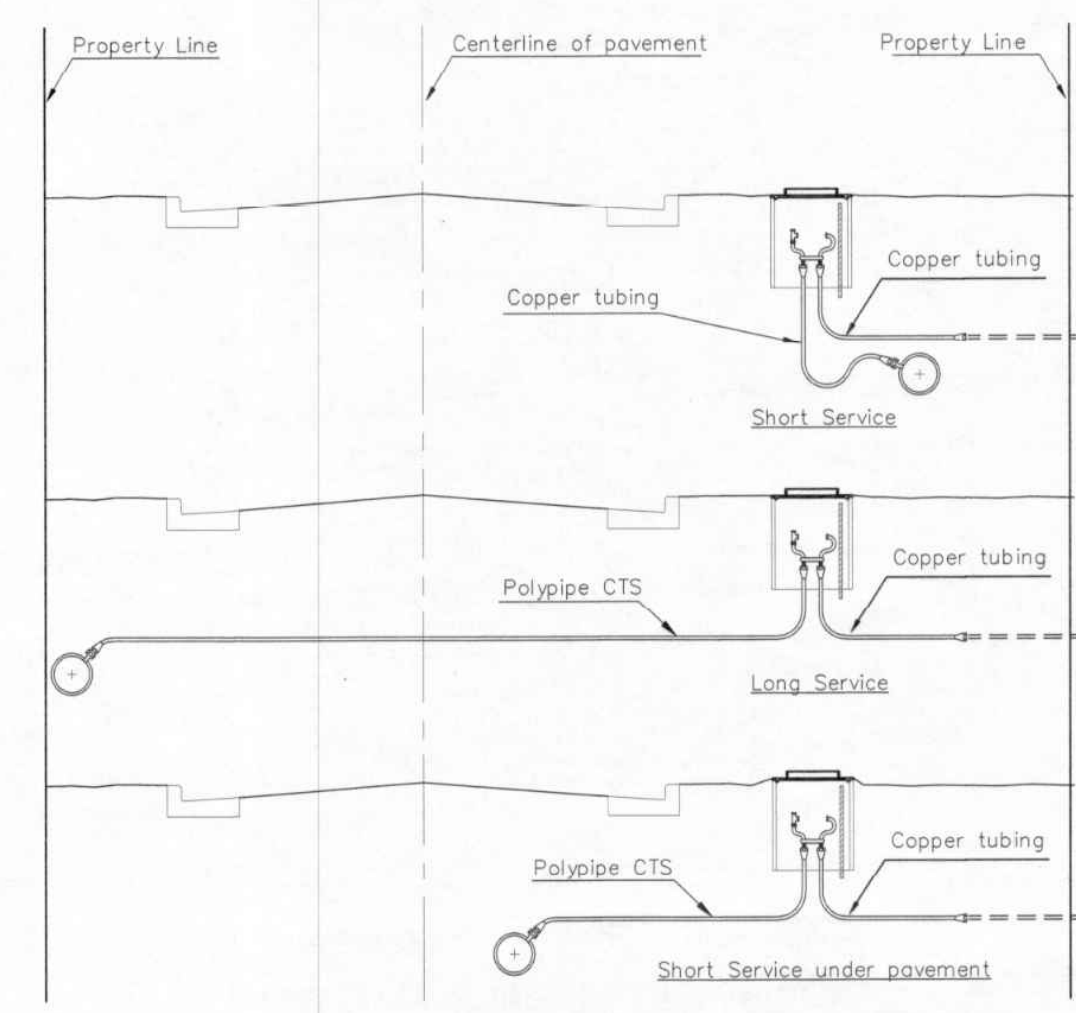 Property Line
Centerline of pavement
Property Line
Copper tubing
Copper tubing
Short Service
Copper tubing
Polypipe CTS
Long Service
Copper tubing
Polypipe CTS
Short Service under pavement